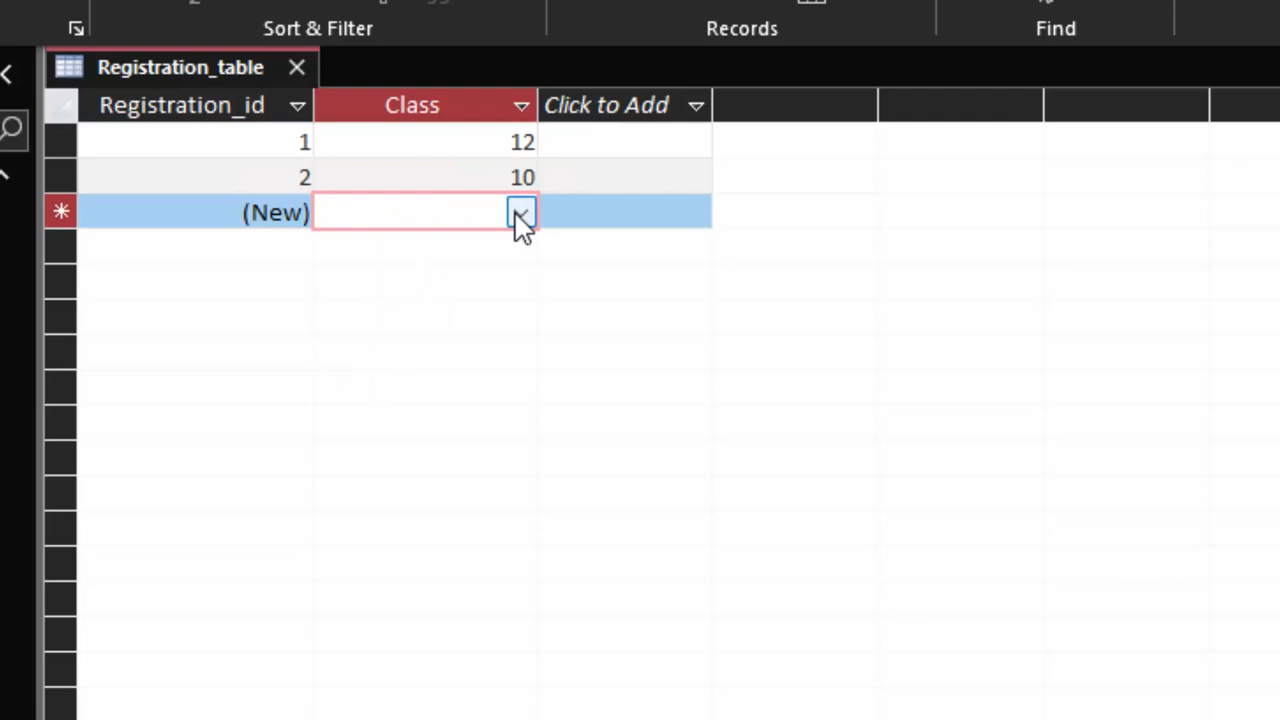 Sort & Filter
Records
Find
Registration_table
Registration_id Class Click to Add
1 12
2 10
(New)